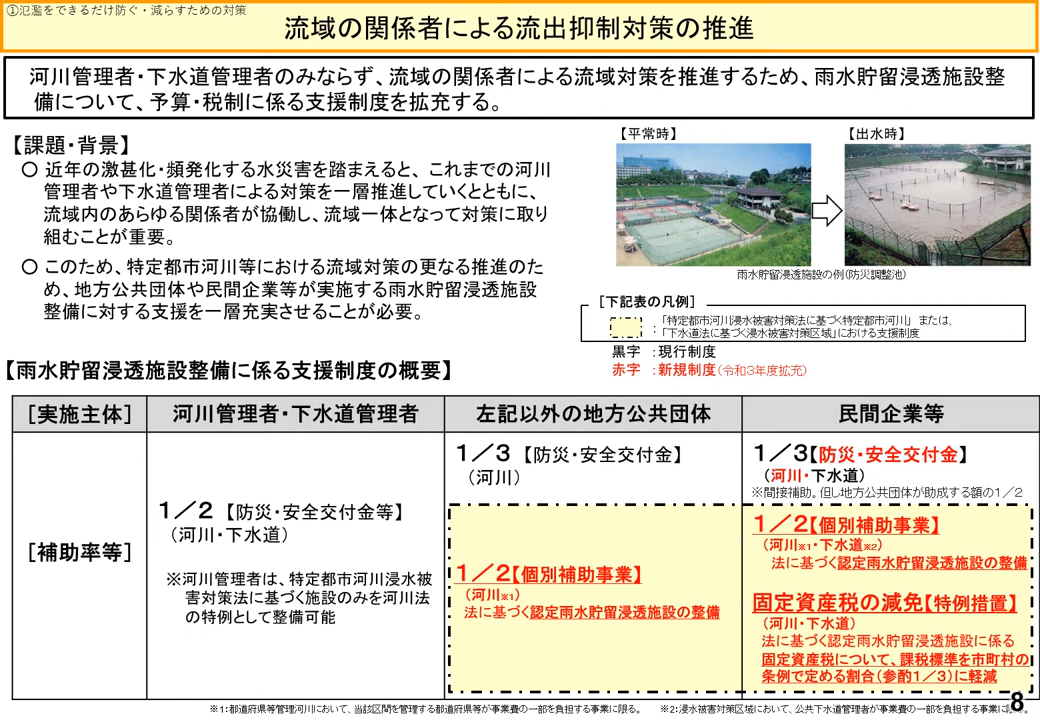 ①氾濫をできるだけ防ぐ・減らすための対策
流域の関係者による流出抑制対策の推進
河川管理者・下水道管理者のみならず、流域の関係者による流域対策を推進するため、雨水貯留浸透施設整
備について、予算・税制に係る支援制度を拡充する。
【課題・背景】
○ 近年の激甚化・頻発化する水災害を踏まえると、これまでの河川
管理者や下水道管理者による対策を一層推進していくとともに、
流域内のあらゆる関係者が協働し、流域一体となって対策に取り
組むことが重要。
○ このため、特定都市河川等における流域対策の更なる推進のた
め、地方公共団体や民間企業等が実施する雨水貯留浸透施設
整備に対する支援を一層充実させることが必要。
【平常時】
【出水時】
雨水貯留浸透施設の例(防災調整池)
[下記表の凡例]
:「特定都市河川浸水被害対策法に基づく特定都市河川」 または、
「下水道法に基づく浸水被害対策区域」における支援制度
黒字 :現行制度
赤字 :新規制度(令和3年度拡充)
【雨水貯留浸透施設整備に係る支援制度の概要】
[実施主体]
河川管理者・下水道管理者
左記以外の地方公共団体
民間企業等
[補助率等]
1/2 【防災・安全交付金等】
(河川・下水道)
※河川管理者は、特定都市河川浸水被
害対策法に基づく施設のみを河川法
の特例として整備可能
1/3 【防災・安全交付金】
(河川)
1/2【個別補助事業】
(河川※1)
法に基づく認定雨水貯留浸透施設の整備
1/3【防災・安全交付金】
(河川・下水道)
※間接補助。但し地方公共団体が助成する額の1/2
1/2【個別補助事業】
(河川※1・下水道※2)
法に基づく認定雨水貯留浸透施設の整備
固定資産税の減免【特例措置】
(河川・下水道)
法に基づく認定雨水貯留浸透施設に係る
固定資産税について、課税標準を市町村の
条例で定める割合(参酌1/3)に軽減
※1:都道府県等管理河川において、当該区間を管理する都道府県等が事業費の一部を負担する事業に限る。
※2:浸水被害対策区域において、公共下水道管理者が事業費の一部を負担する事業に限る。
8